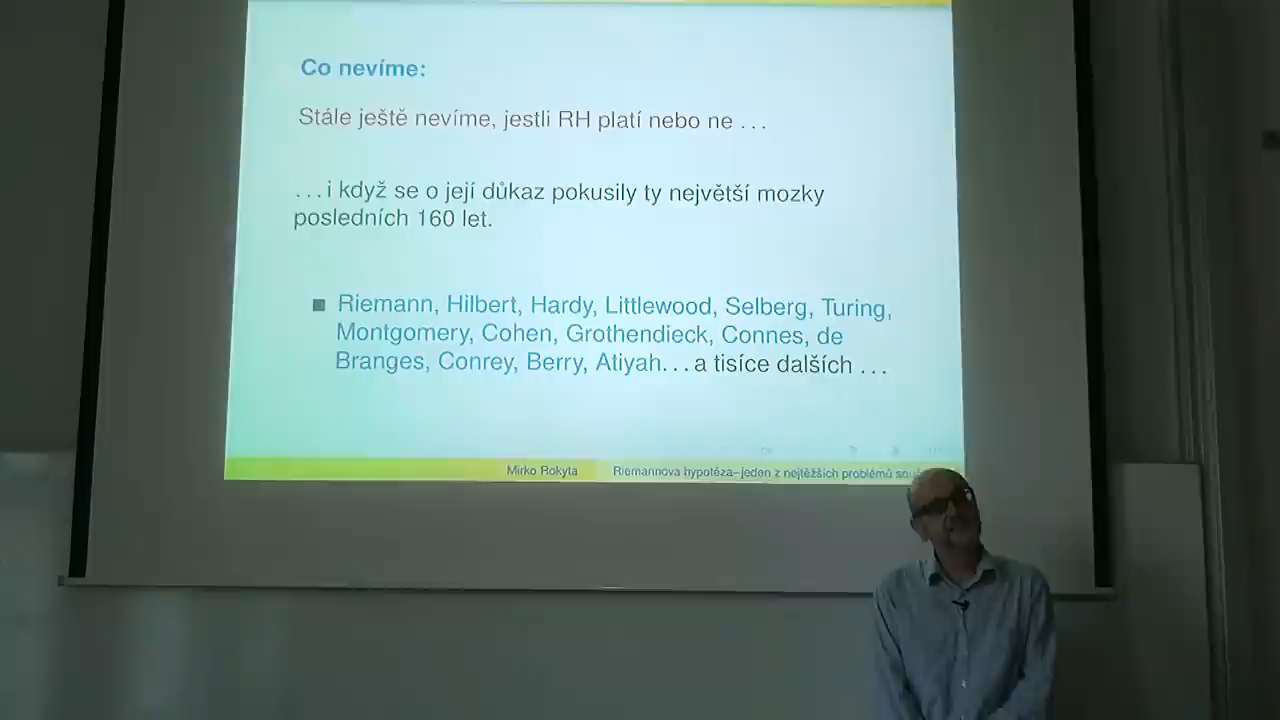 Co nevíme:
Stále ještě nevíme, jestli RH platí nebo ne ...
...i když se o její důkaz pokusily ty největší mozky
posledních 160 let.
Riemann, Hilbert, Hardy, Littlewood, Selberg, Turing,
Montgomery, Cohen, Grothendieck, Connes, de
Branges, Conrey, Berry, Atiyah...a tisíce dalších ...
Mirko Rokyta
Riemannova hypotéza–jeden z nejtěžších problémů